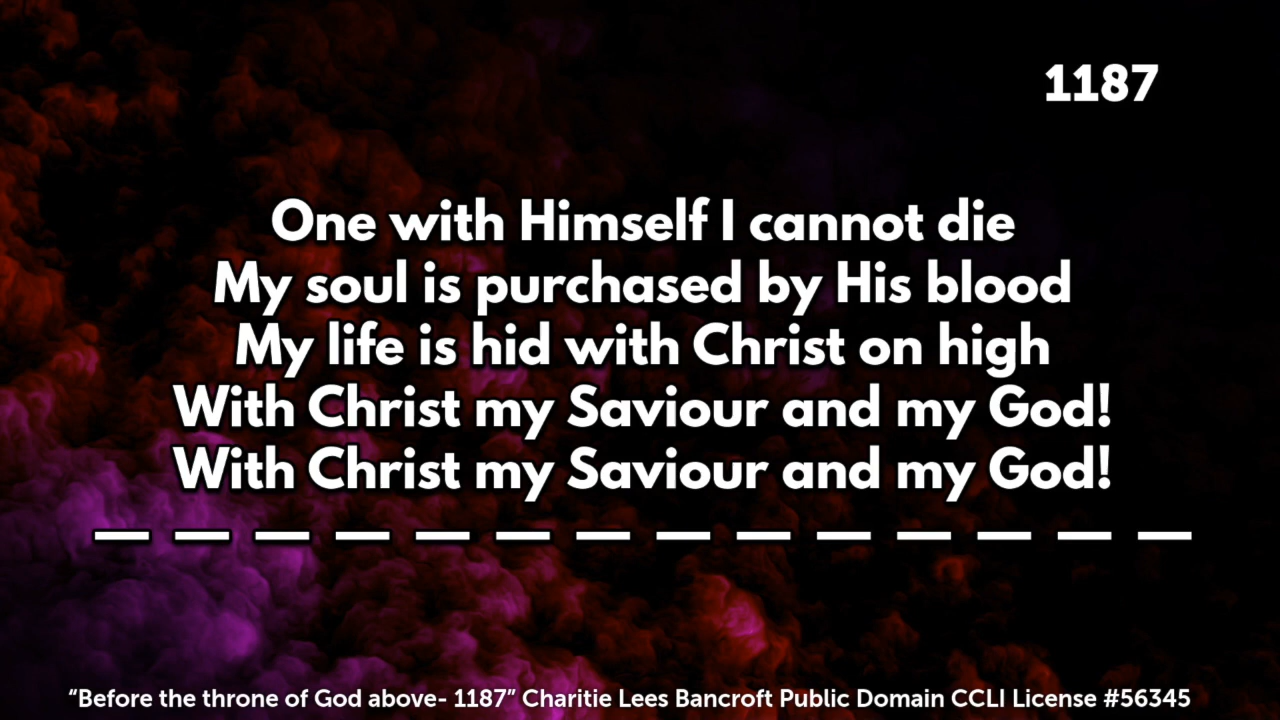 1187
One with Himself I cannot die
My soul is purchased by His blood
My life is hid with Christ on high
With Christ my Saviour and my God!
With Christ my Saviour and my God!
— — — — — — — — — — — — — —
“Before the throne of God above- 1187” Charitie Lees Bancroft Public Domain CCLI License #56345